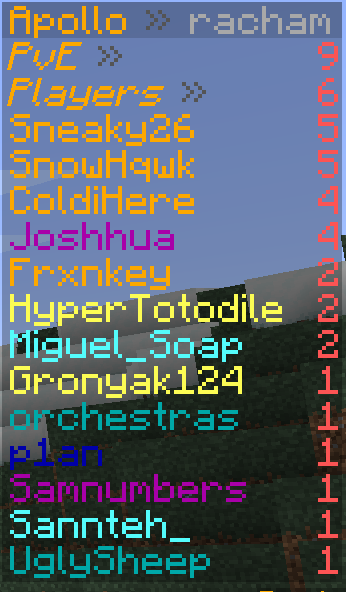 Apollo » racham
PvE » 9
Players » 6
Sneaky26 5
SnowHqwk 5
ColdiHere 4
Joshhua 4
Frxnkey 2
HyperTotodile 2
Miguel_Soap 2
Gronyak124 1
orchestras 1
p1an 1
Samnumbers 1
Sannteh_ 1
UglySheep 1